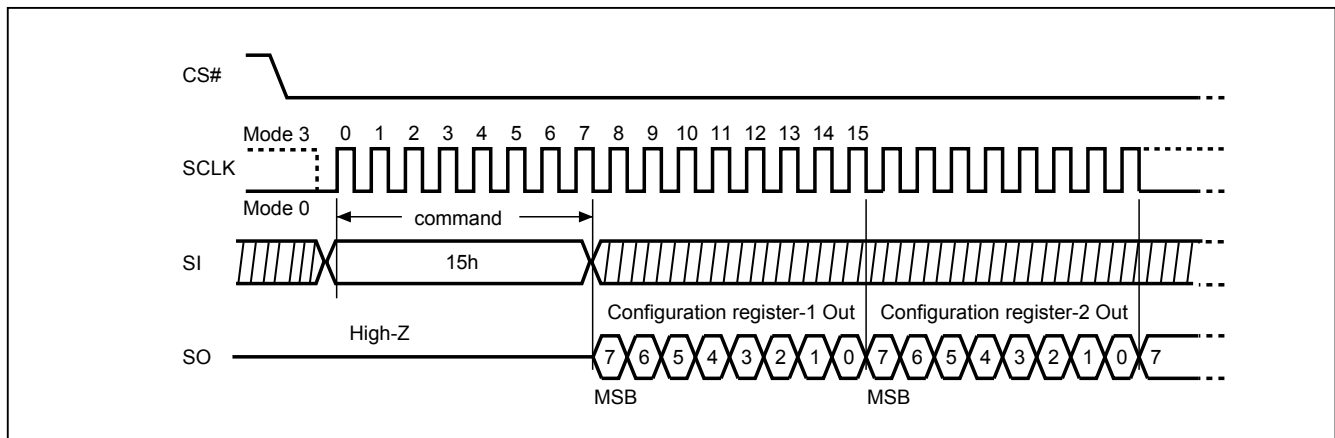 CS#
Mode 3 0 1 2 3 4 5 6 7 8 9 10 11 12 13 14 15
SCLK
Mode 0
command
SI 15h
Configuration register-1 Out Configuration register-2 Out
High-Z
SO 7 6 5 4 3 2 1 0 7 6 5 4 3 2 1 0 7
MSB MSB